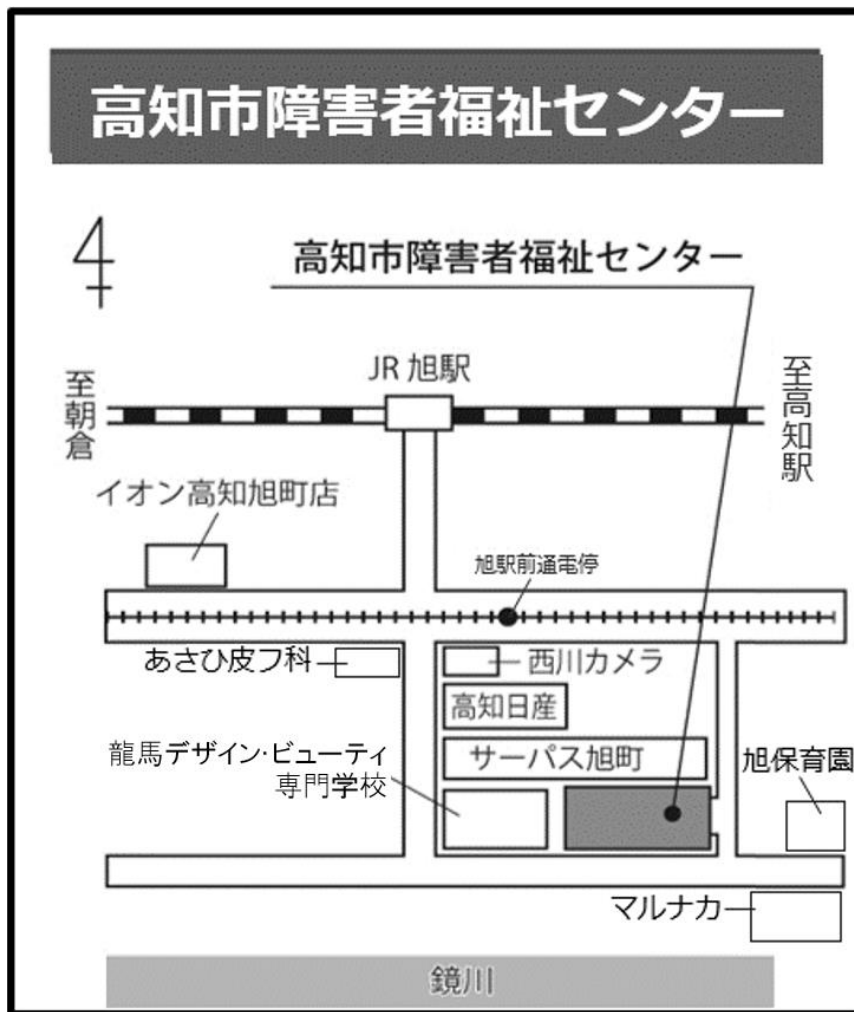 高知市障害者福祉センター
高知市障害者福祉センター
JR 旭駅
至朝倉
至高知駅
イオン高知旭町店
旭駅前通電停
あさひ皮フ科
西川カメラ
高知日産
龍馬デザイン・ビューティ
専門学校
サーパス旭町
旭保育園
マルナカ
鏡川